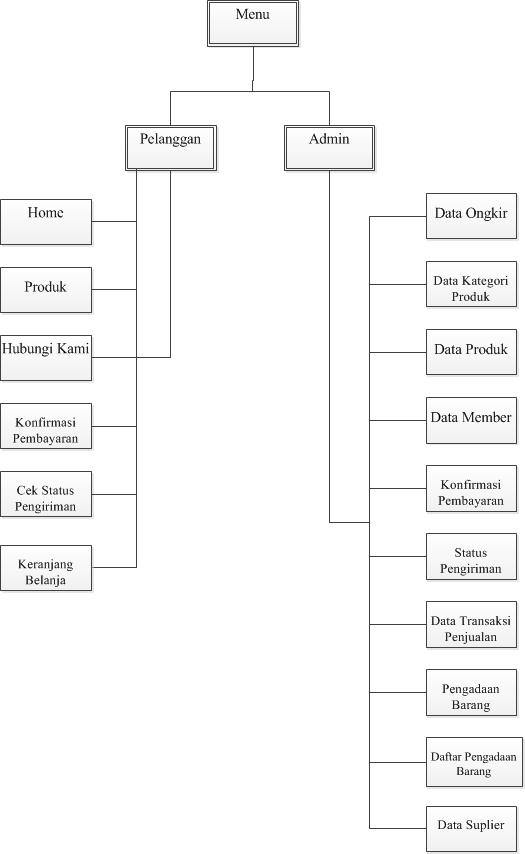 Menu
Pelanggan
Admin
Home
Produk
Hubungi Kami
Konfirmasi
Pembayaran
Cek Status
Pengiriman
Keranjang
Belanja
Data Ongkir
Data Kategori
Produk
Data Produk
Data Member
Konfirmasi
Pembayaran
Status
Pengiriman
Data Transaksi
Penjualan
Pengadaan
Barang
Daftar Pengadaan
Barang
Data Suplier